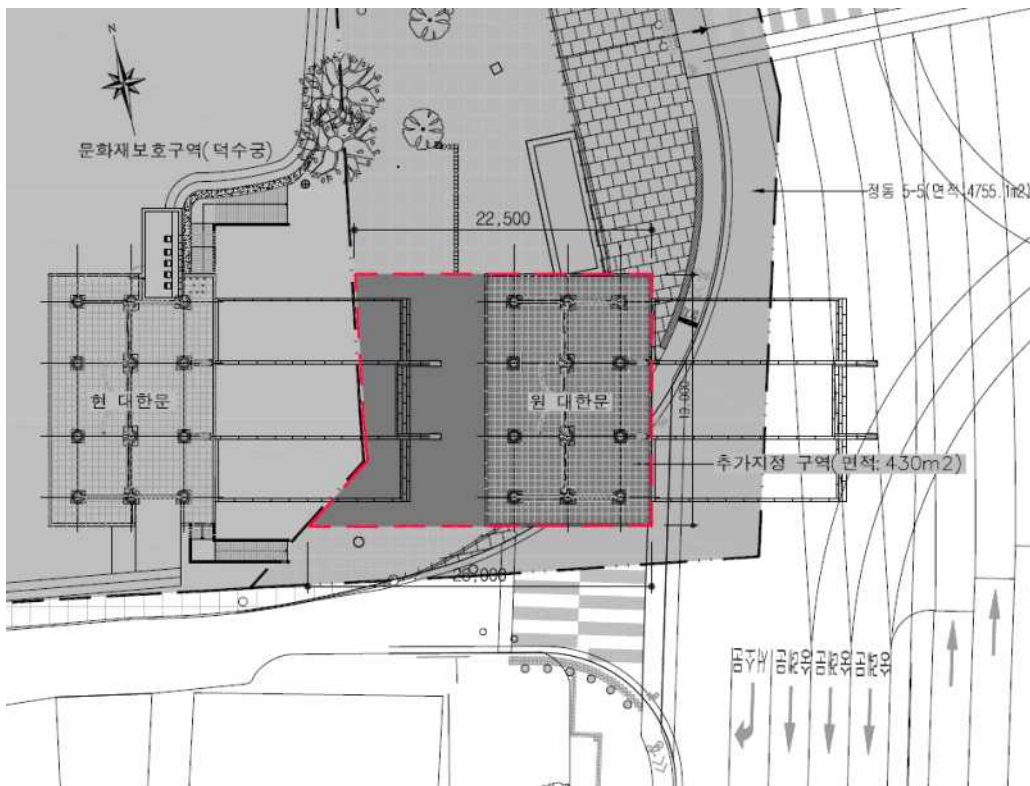 N
문화재보호구역(덕수궁)
정동 5-5(면적:4755.1m2)
22,500
현 대한문
원 대한문
19,000
추가지정 구역(면적:430m2)
26,000